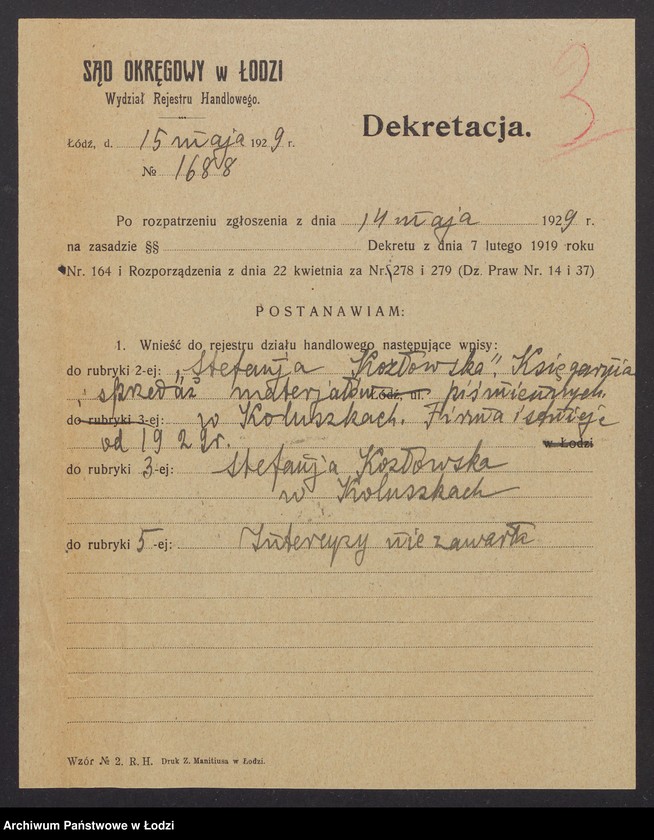 SĄD OKRĘGOWY w ŁODZI
Wydział Rejestru Handlowego.
3
Dekretacja.
Łódź, d. 15 maja 1929 r.
№ 1688
Po rozpatrzeniu zgłoszenia z dnia 14 maja 1929 r.
na zasadzie §§ Dekretu z dnia 7 lutego 1919 roku
Nr. 164 i Rozporządzenia z dnia 22 kwietnia za Nr. 278 i 279 (Dz. Praw Nr. 14 i 37)
POSTANAWIAM:
1. Wnieść do rejestru działu handlowego następujące wpisy:
do rubryki 2-ej: „Stefanja Kozłowska”. Księgarnia
i sprzedaż materjałów Łódź, ul. piśmiennych.
do rubryki 3-ej: w Koluszkach. Firma istnieje
od 1929r. w Łodzi
do rubryki 3-ej: Stefanja Kozłowska
w Koluszkach
do rubryki 5-ej: Intercyzy nie zawarła
Wzór № 2. R. H. Druk Z. Manitiusa w Łodzi.
Archiwum Państwowe w Łodzi